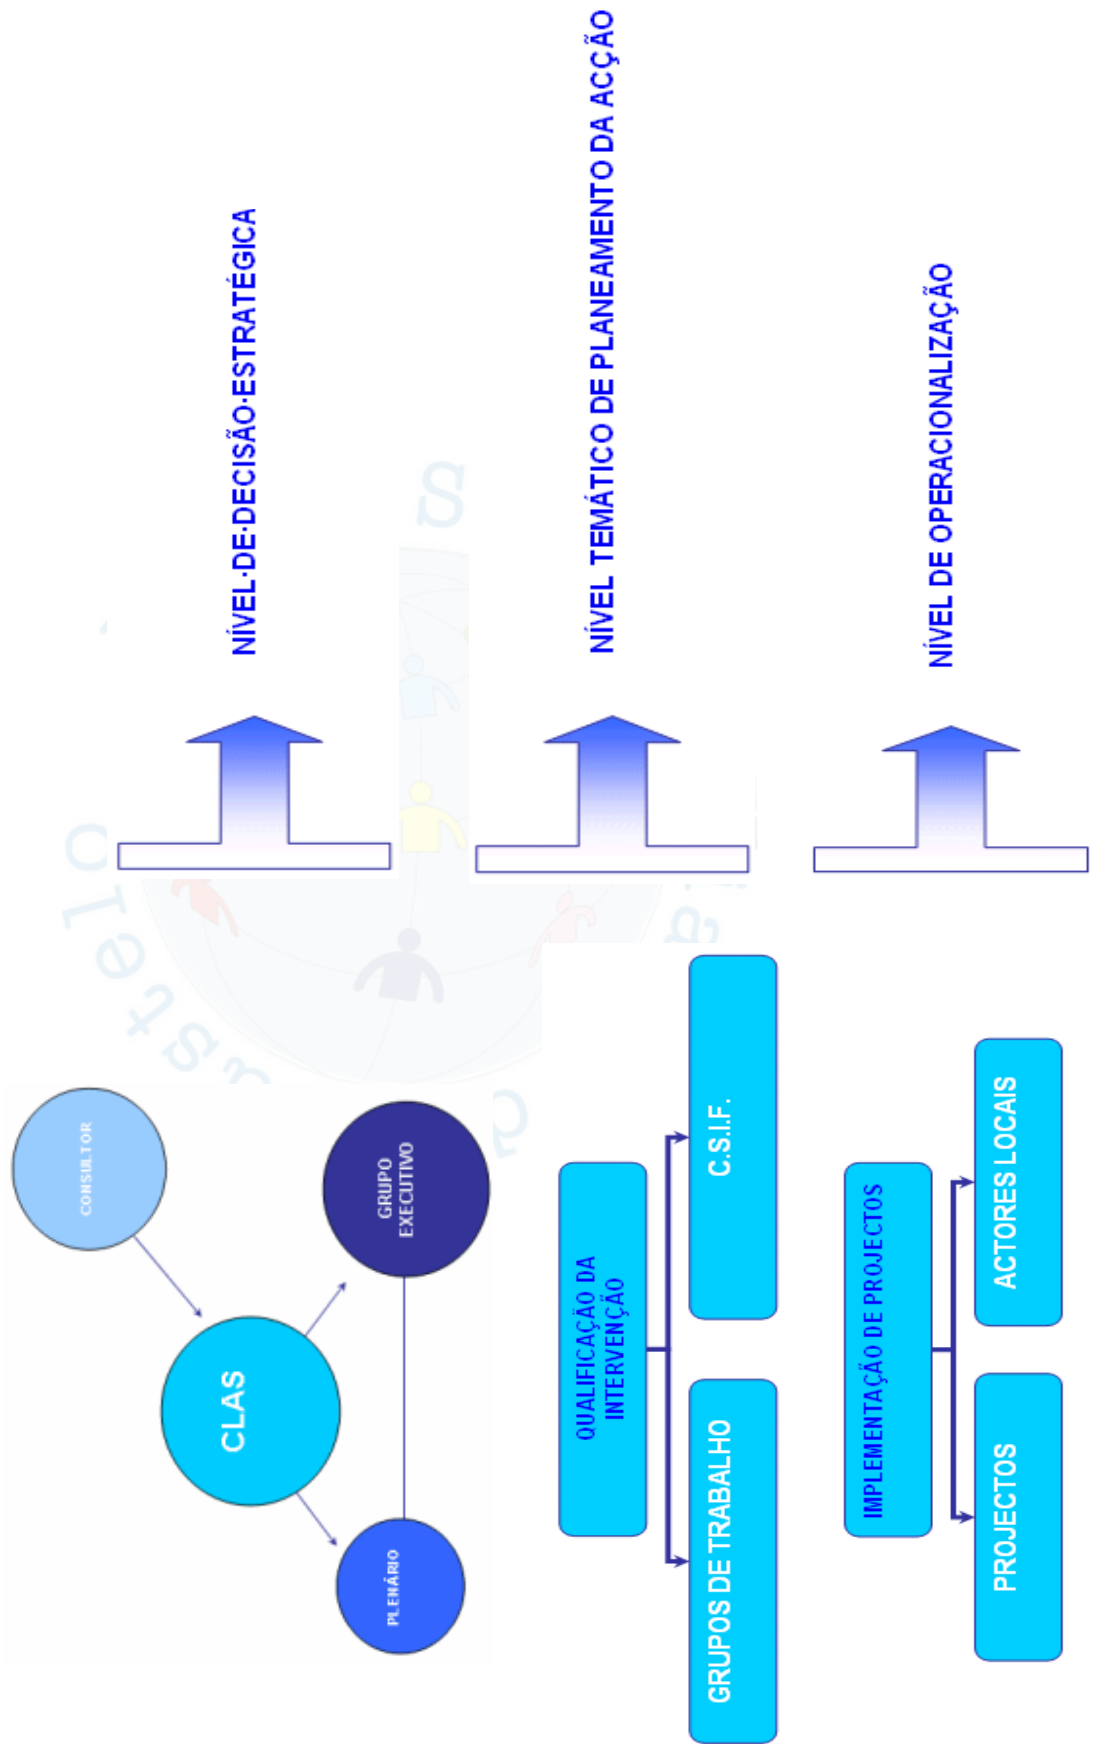 CONSULTOR
CLAS
GRUPO
EXECUTIVO
PLENÁRIO
NÍVEL·DE·DECISÃO·ESTRATÉGICA
QUALIFICAÇÃO DA
INTERVENÇÃO
GRUPOS DE TRABALHO
C.S.I.F.
NÍVEL TEMÁTICO DE PLANEAMENTO DA ACÇÃO
IMPLEMENTAÇÃO DE PROJECTOS
PROJECTOS
ACTORES LOCAIS
NÍVEL DE OPERACIONALIZAÇÃO